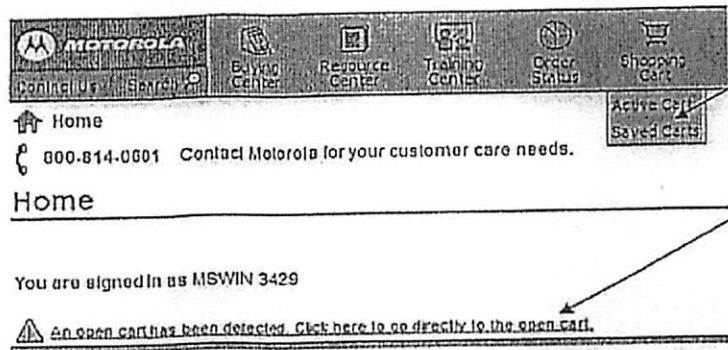 MOTOROLA
Contact Us Search
Buying Center
Resource Center
Training Center
Order Status
Shopping Cart
Active Cart
Saved Carts
Home
800-814-0601 Contact Motorola for your customer care needs.
Home
You are signed in as MSWIN 3429
An open cart has been detected. Click here to go directly to the open cart.